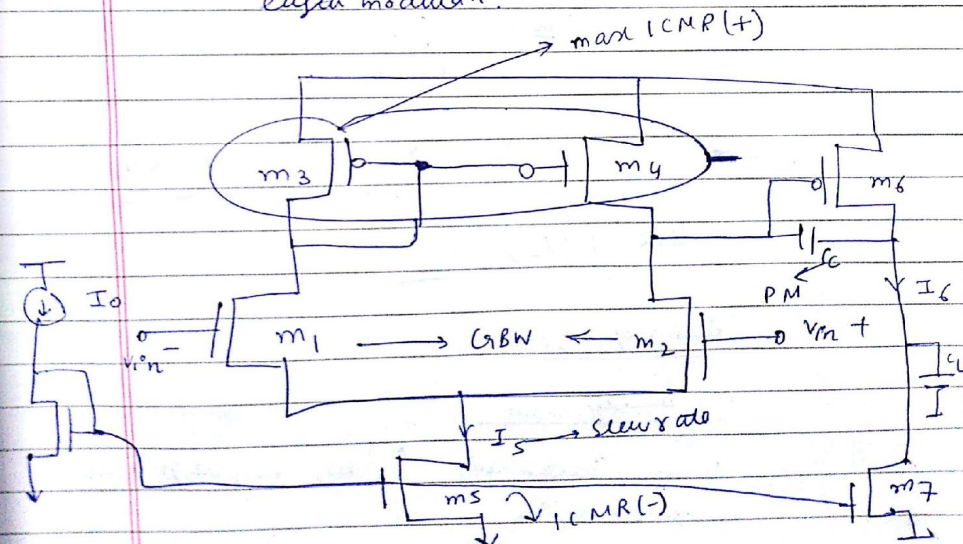 max ICMR(+)
m3
m4
m6
Cc
PM
I6
I0
Vin -
m1
GBW
m2
Vin +
CL
I5
slew rate
m5
ICMR(-)
m7